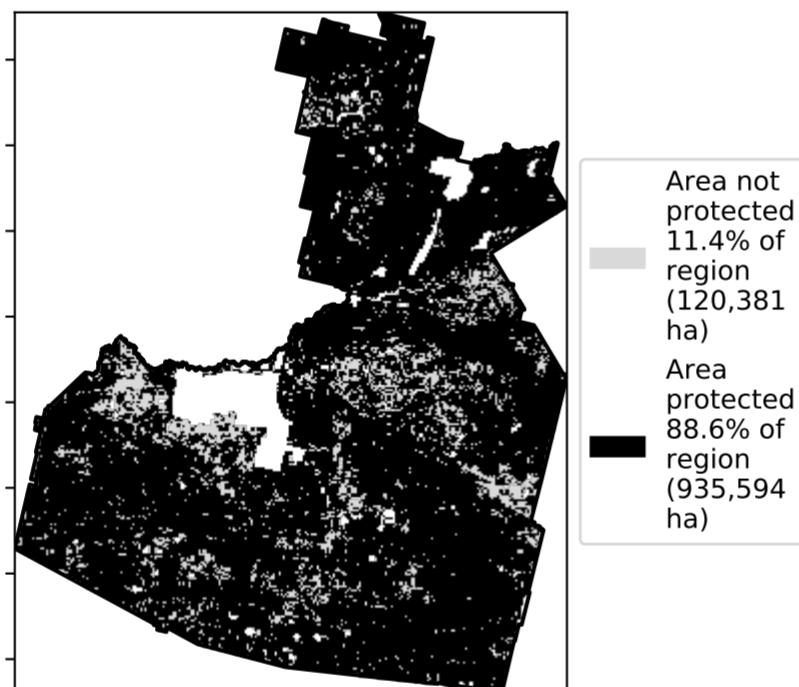 Area not
protected
11.4% of
region
(120,381
ha)
Area
protected
88.6% of
region
(935,594
ha)